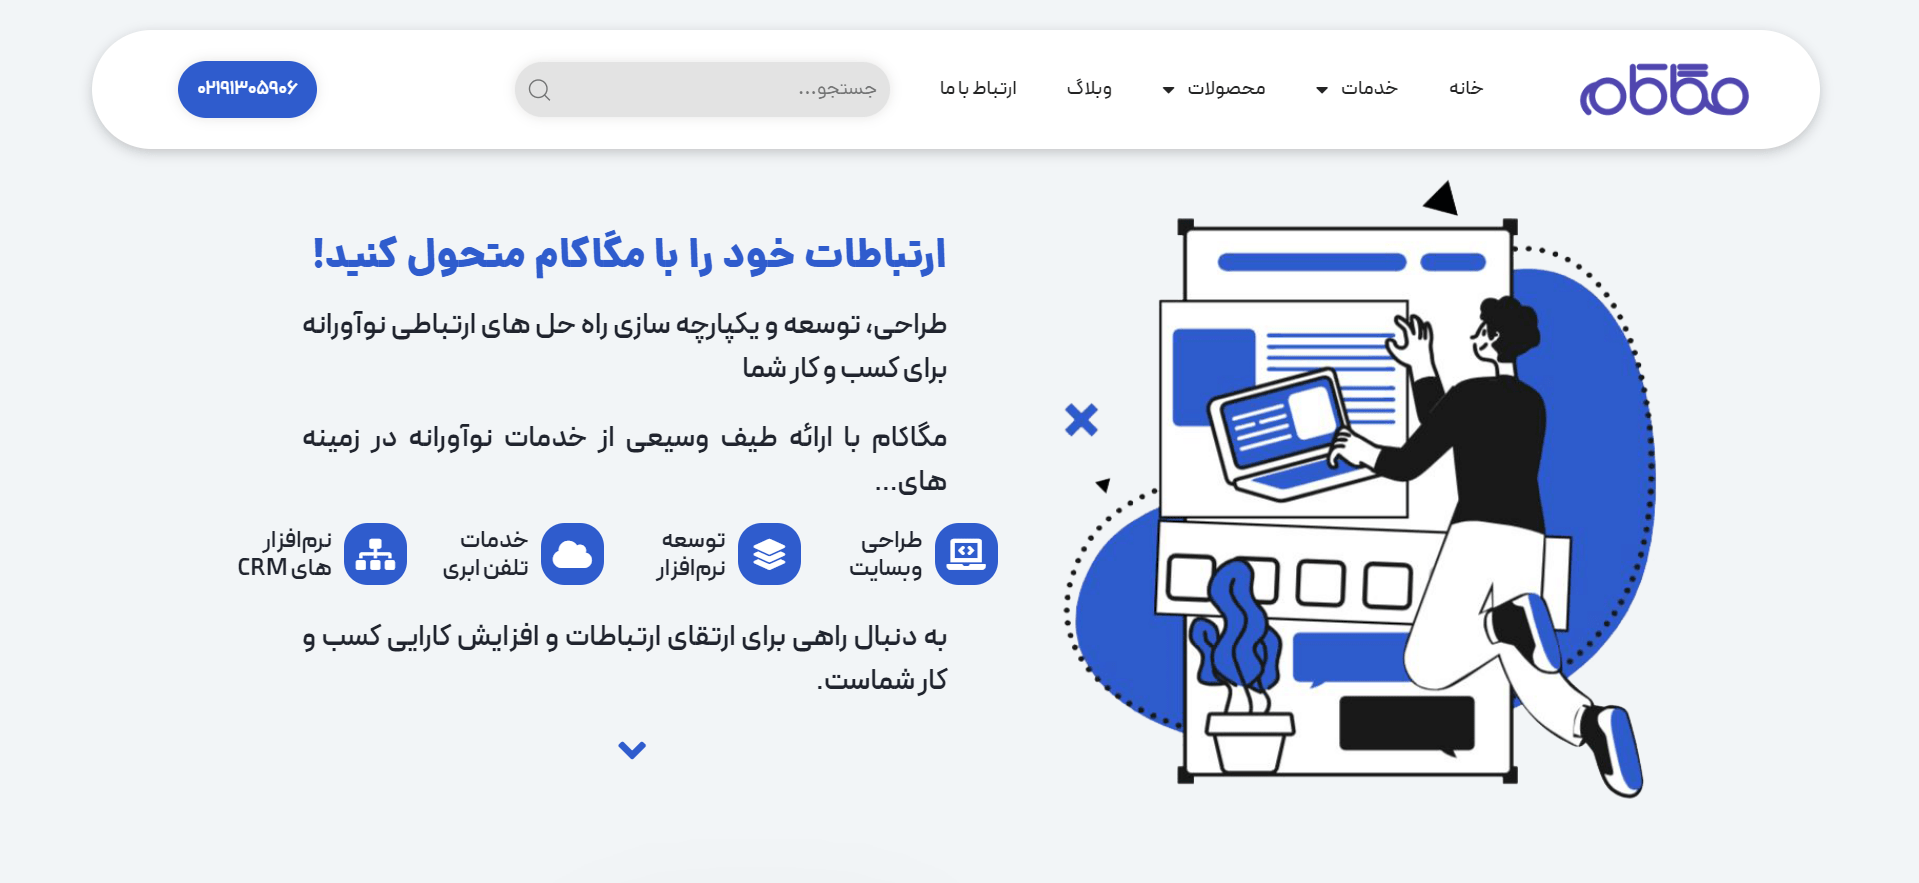 مگاکام
خانه
خدمات
محصولات
وبلاگ
ارتباط با ما
جستجو...
۰۲۱۹۱۳۰۵۹۰۶
ارتباطات خود را با مگاکام متحول کنید!
طراحی، توسعه و یکپارچه سازی راه حل های ارتباطی نوآورانه
برای کسب و کار شما
مگاکام با ارائه طیف وسیعی از خدمات نوآورانه در زمینه
های...
طراحی
وبسایت
توسعه
نرم‌افزار
خدمات
تلفن ابری
نرم‌افزار
های CRM
به دنبال راهی برای ارتقای ارتباطات و افزایش کارایی کسب و
کار شماست.